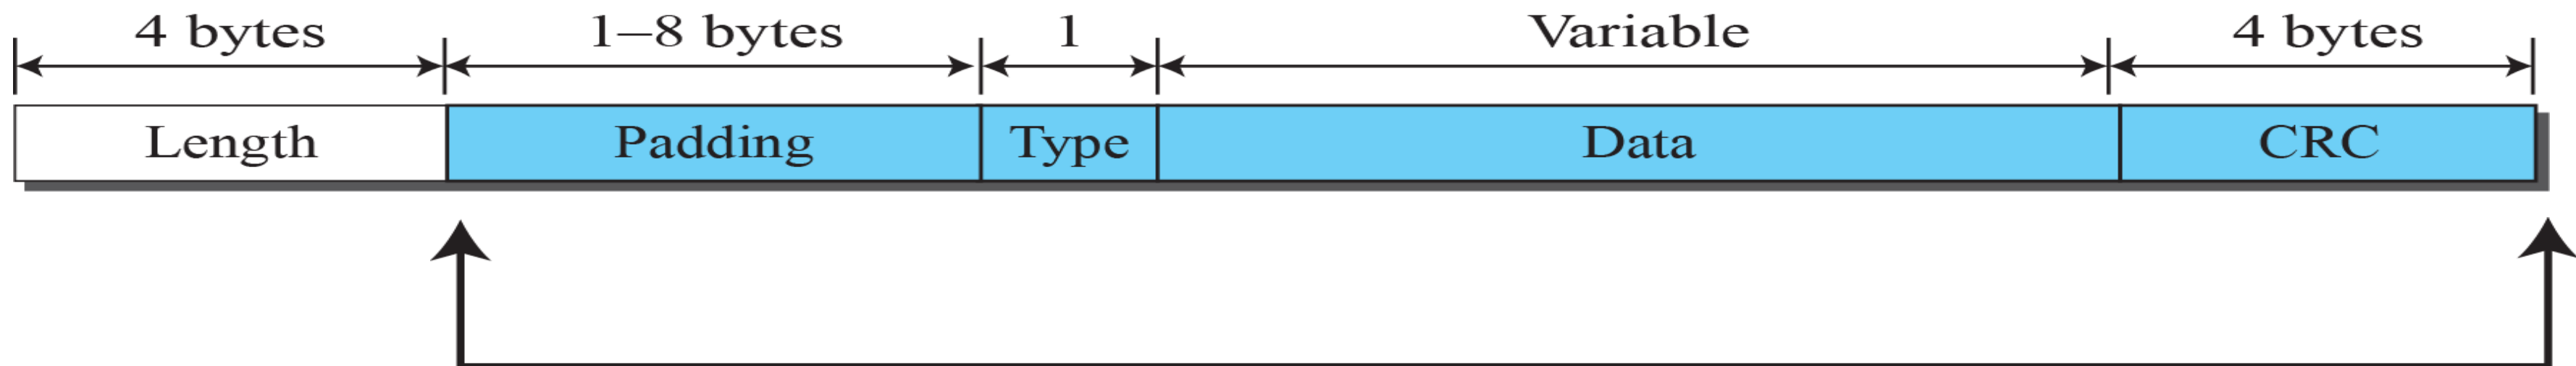 4 bytes 1–8 bytes 1 Variable 4 bytes
Length Padding Type Data CRC